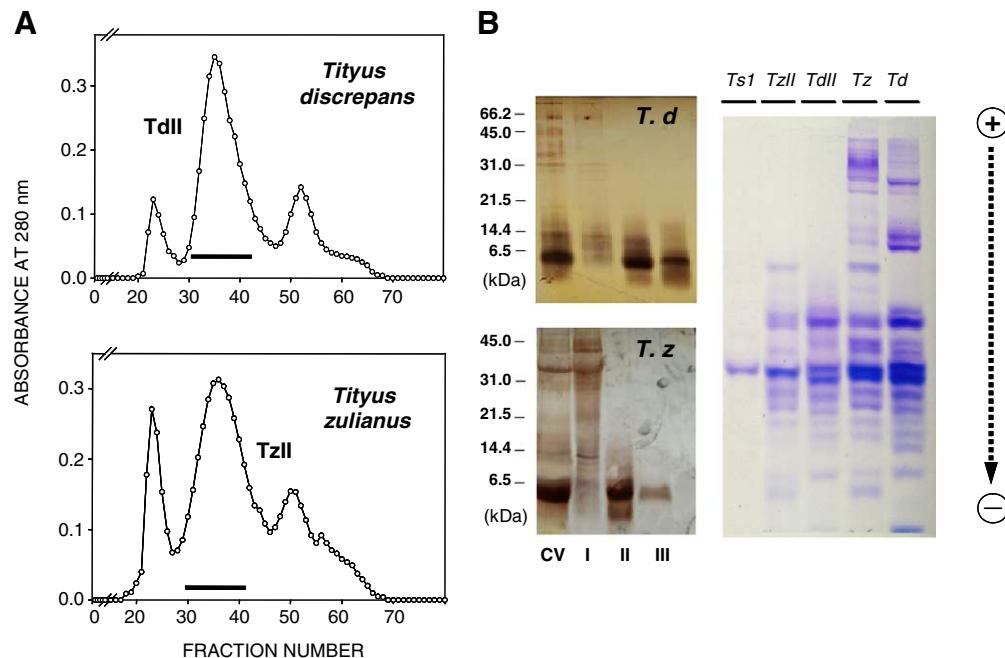 A
B
ABSORBANCE AT 280 nm
Tityus
discrepans
TdII
0.3
0.2
0.1
0.0
0 20 30 40 50 60 70
Tityus
zulianus
TzII
0.3
0.2
0.1
0.0
0 20 30 40 50 60 70
FRACTION NUMBER
T. d
66.2
45.0
31.0
21.5
14.4
6.5
(kDa)
T. z
45.0
31.0
21.5
14.4
6.5
(kDa)
CV I II III
Ts1 TzII TdII Tz Td
+
−